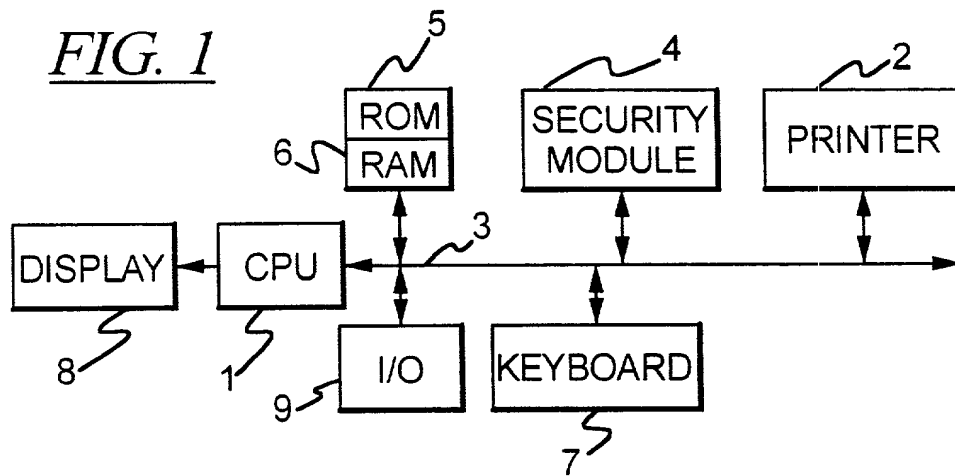 FIG. 1
5
4
2
ROM
6
RAM
SECURITY
MODULE
PRINTER
3
DISPLAY
CPU
8
1
9
I/O
KEYBOARD
7